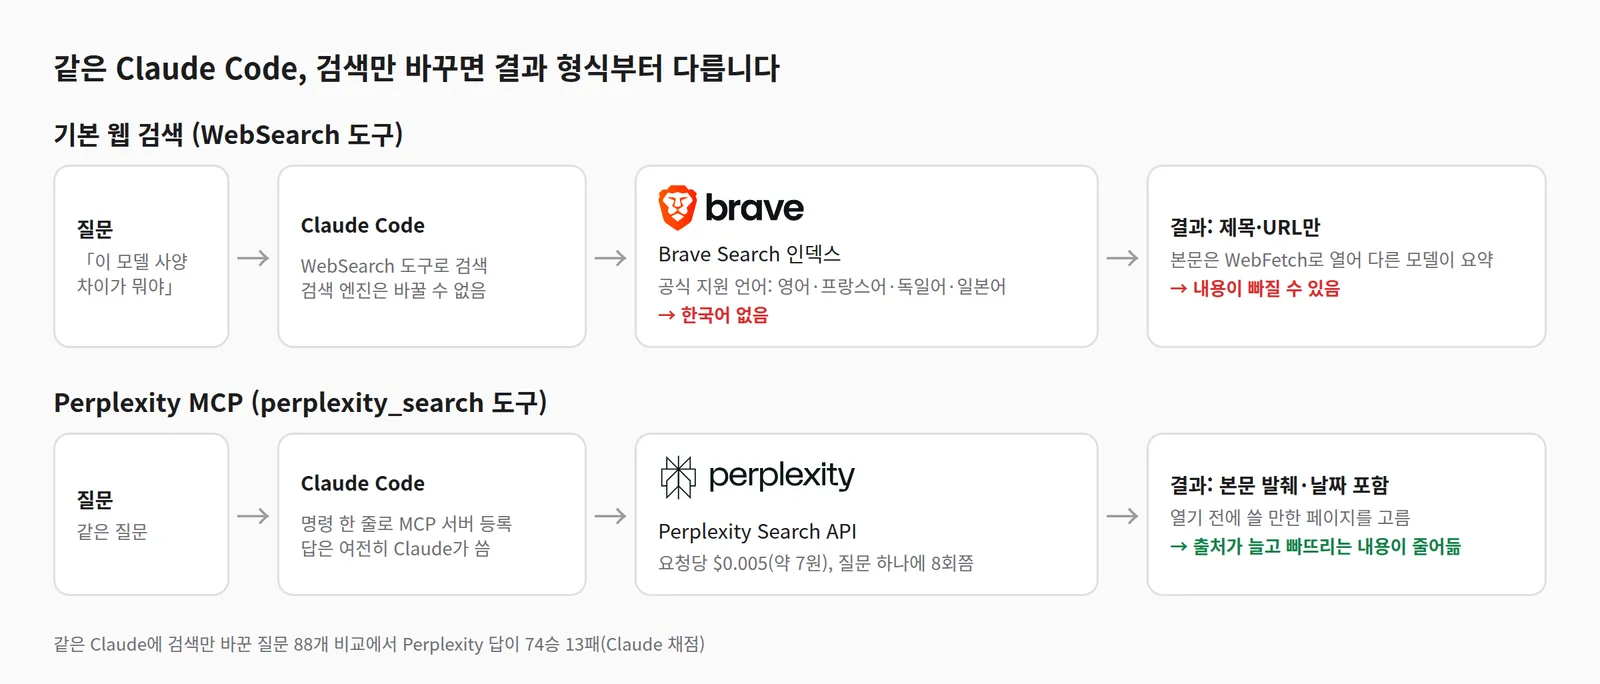 같은 Claude Code, 검색만 바꾸면 결과 형식부터 다릅니다
기본 웹 검색 (WebSearch 도구)
질문
「이 모델 사양
차이가 뭐야」
Claude Code
WebSearch 도구로 검색
검색 엔진은 바꿀 수 없음
brave
Brave Search 인덱스
공식 지원 언어: 영어·프랑스어·독일어·일본어
→ 한국어 없음
결과: 제목·URL만
본문은 WebFetch로 열어 다른 모델이 요약
→ 내용이 빠질 수 있음
Perplexity MCP (perplexity_search 도구)
질문
같은 질문
Claude Code
명령 한 줄로 MCP 서버 등록
답은 여전히 Claude가 씀
perplexity
Perplexity Search API
요청당 $0.005(약 7원), 질문 하나에 8회쯤
결과: 본문 발췌·날짜 포함
열기 전에 쓸 만한 페이지를 고름
→ 출처가 늘고 빠뜨리는 내용이 줄어듦
같은 Claude에 검색만 바꾼 질문 88개 비교에서 Perplexity 답이 74승 13패(Claude 채점)